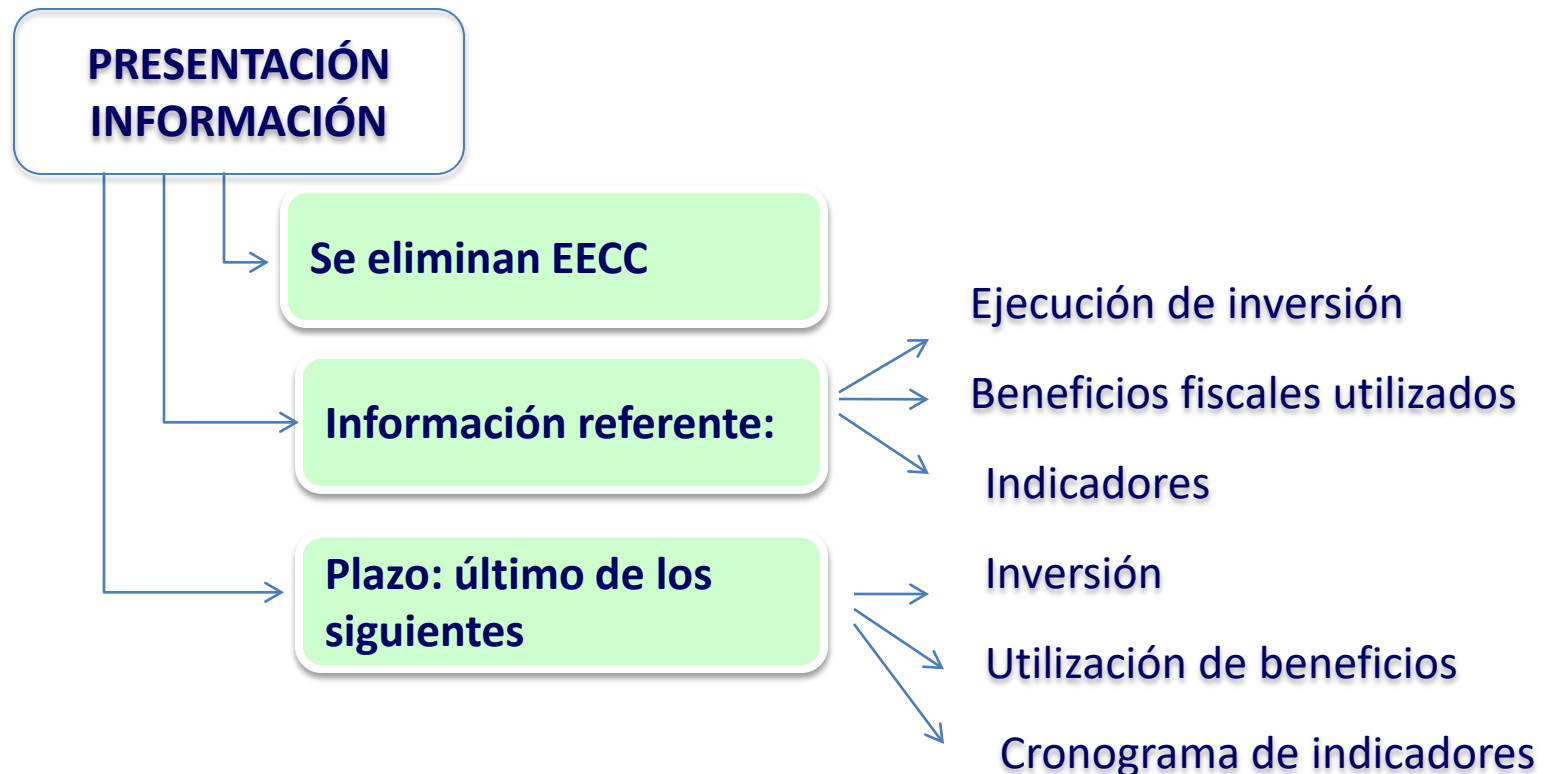 PRESENTACIÓN
INFORMACIÓN
Se eliminan EECC
Información referente:
Ejecución de inversión
Beneficios fiscales utilizados
Indicadores
Plazo: último de los
siguientes
Inversión
Utilización de beneficios
Cronograma de indicadores